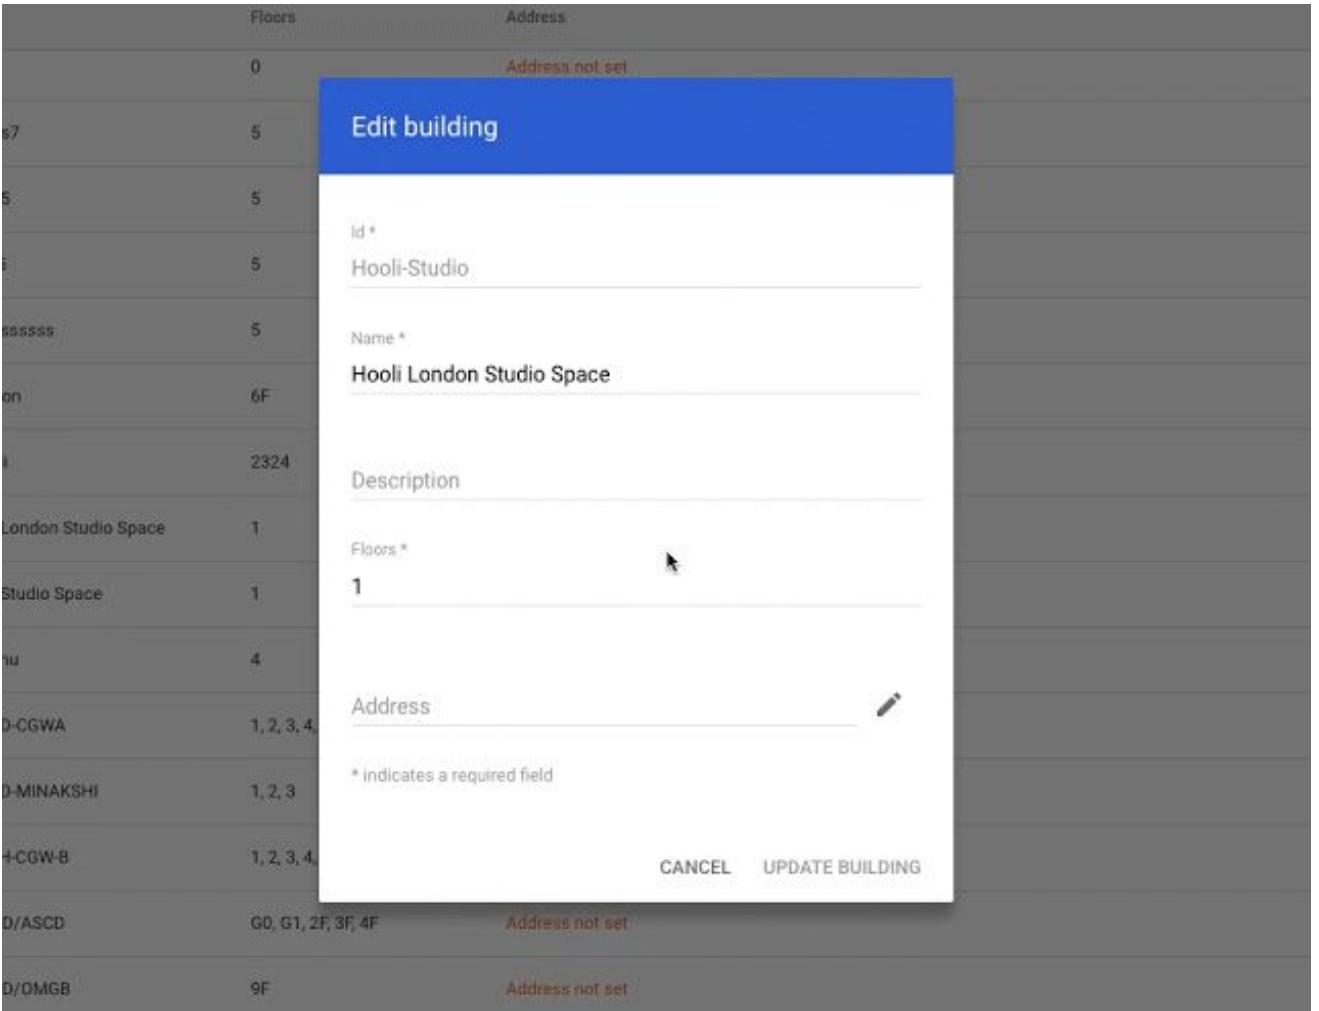 Floors Address
0 Address not set
s7 5
5 5
5
ssssss 5
on 6F
2324
London Studio Space 1
Studio Space 1
nu 4
D-CGWA 1, 2, 3, 4,
D-MINAKSHI 1, 2, 3
H-CGW-B 1, 2, 3, 4,
D/ASCD G0, G1, 2F, 3F, 4F Address not set
D/OMGB 9F Address not set
Edit building
Id *
Hooli-Studio
Name *
Hooli London Studio Space
Description
Floors *
1
Address
* indicates a required field
CANCEL UPDATE BUILDING